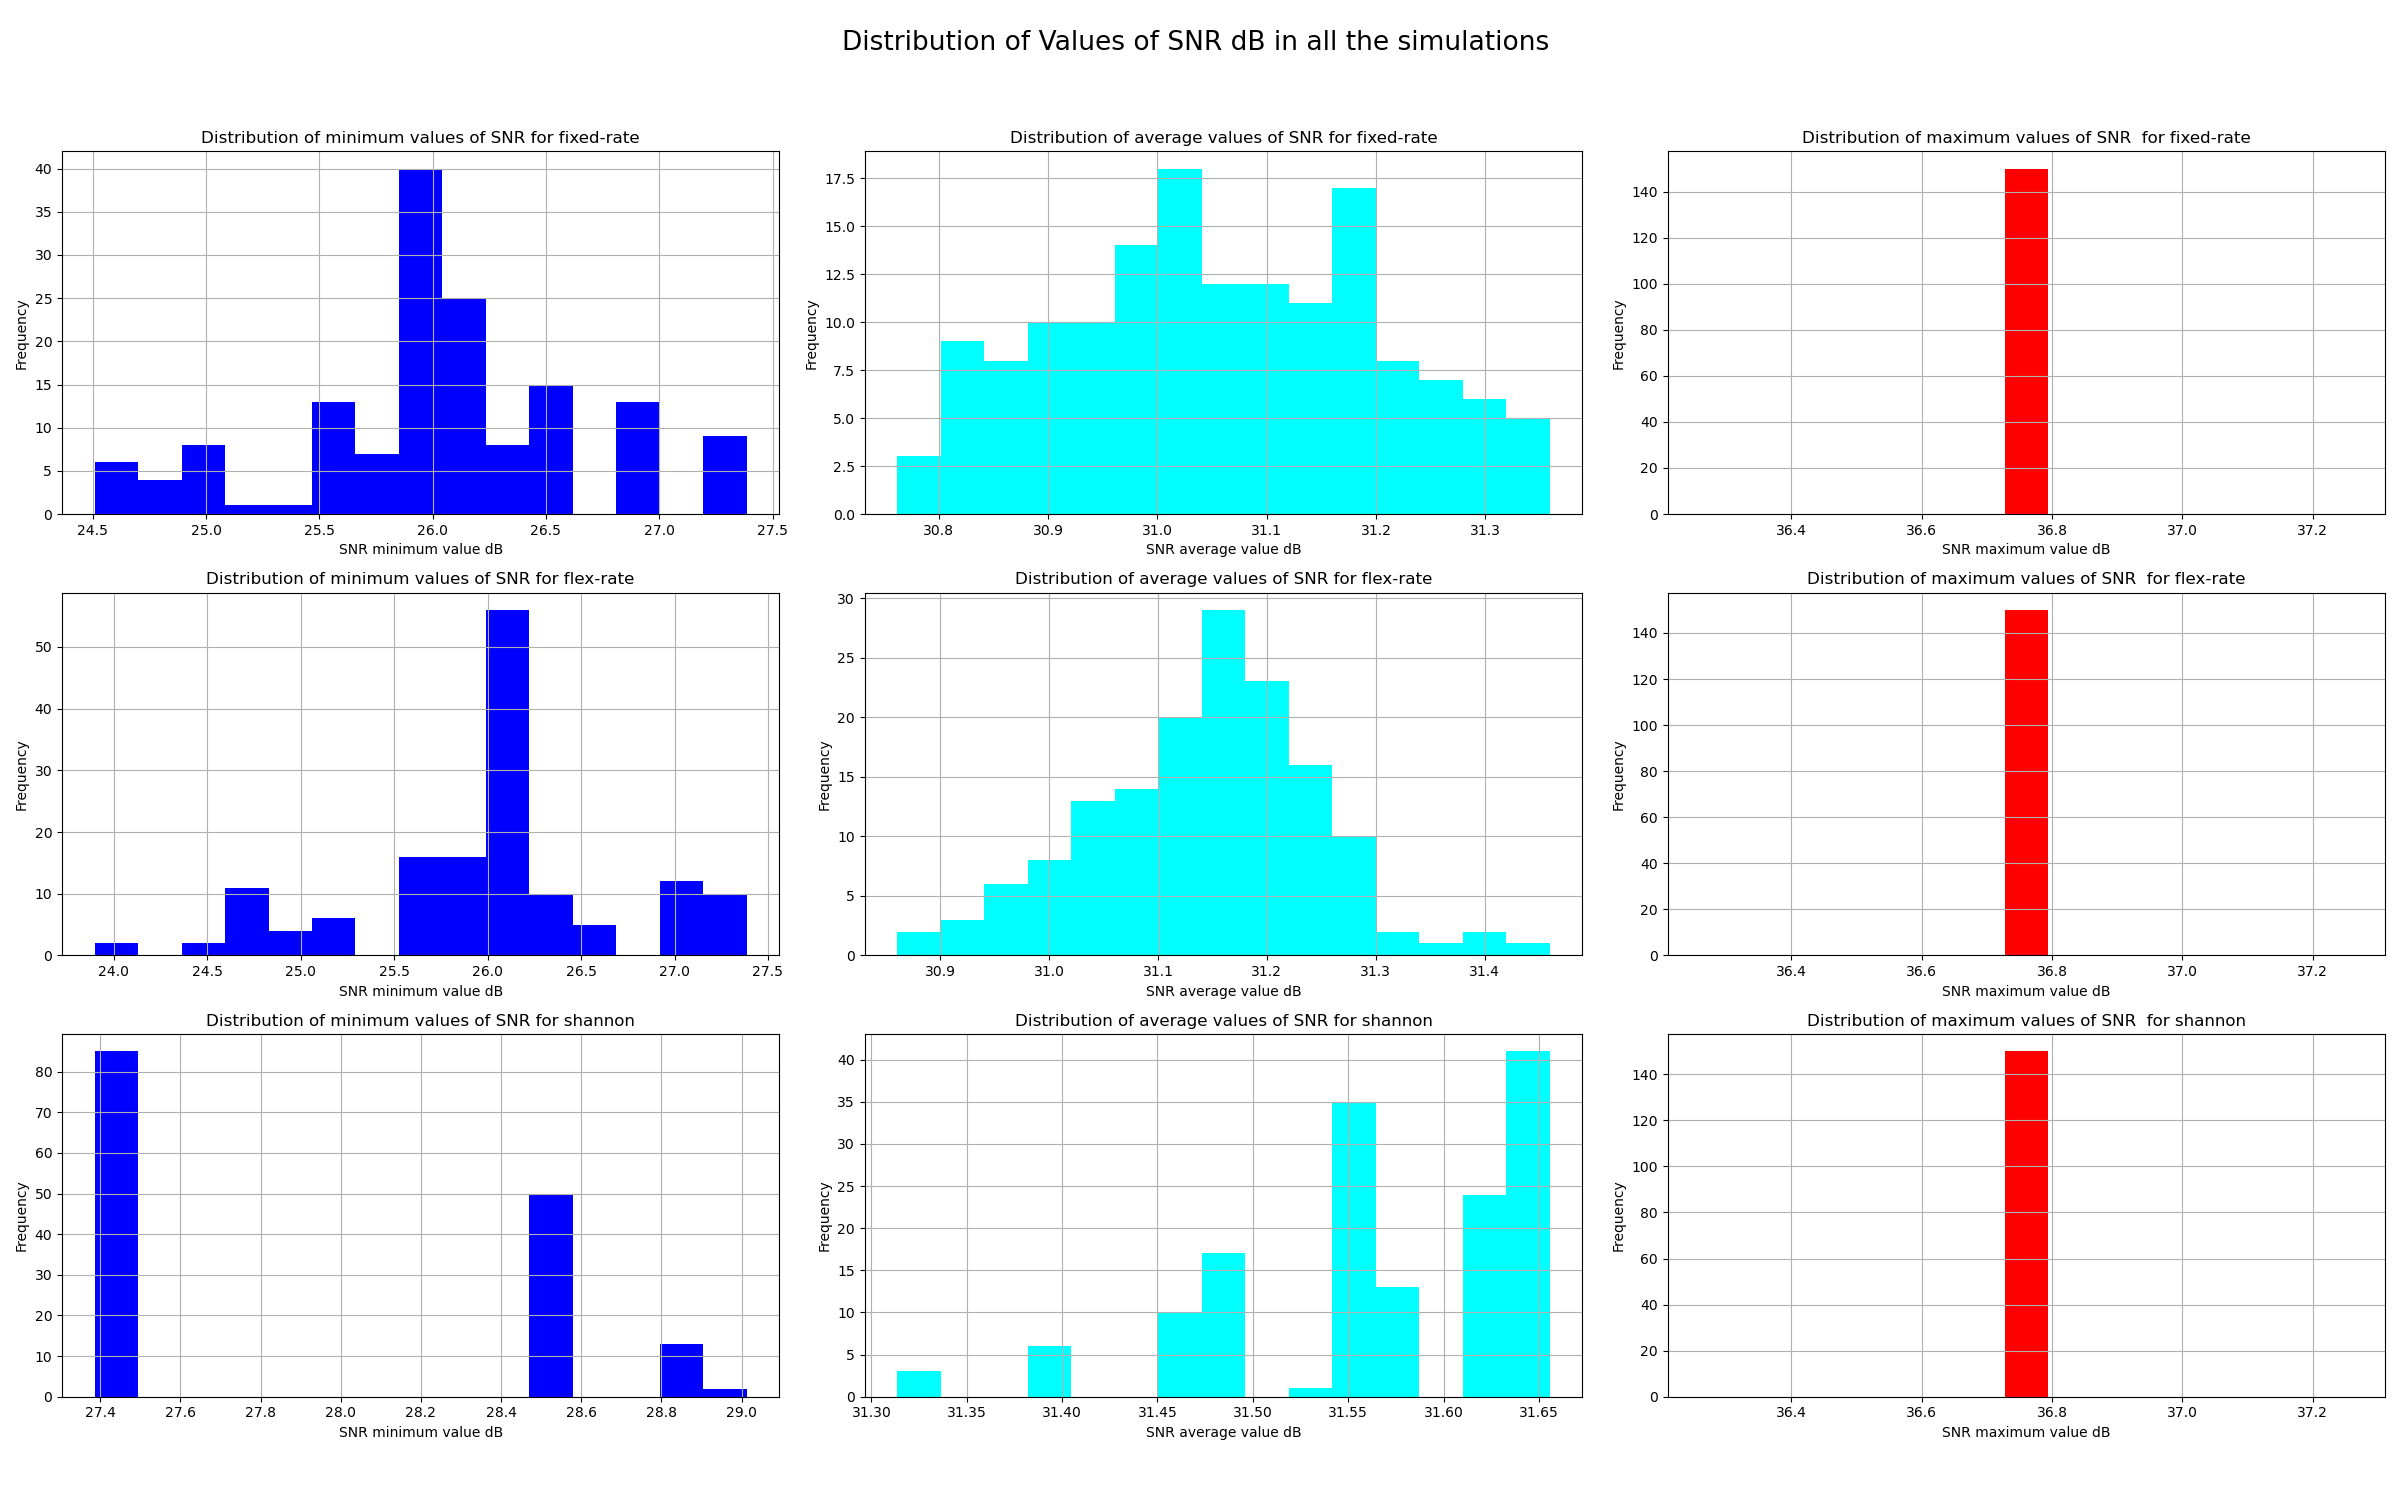 Distribution of Values of SNR dB in all the simulations
Distribution of minimum values of SNR for fixed-rate
Frequency
40
35
30
25
20
15
10
5
0
24.5 25.0 25.5 26.0 26.5 27.0 27.5
SNR minimum value dB
Distribution of average values of SNR for fixed-rate
Frequency
17.5
15.0
12.5
10.0
7.5
5.0
2.5
0.0
30.8 30.9 31.0 31.1 31.2 31.3
SNR average value dB
Distribution of maximum values of SNR  for fixed-rate
Frequency
140
120
100
80
60
40
20
0
36.4 36.6 36.8 37.0 37.2
SNR maximum value dB
Distribution of minimum values of SNR for flex-rate
Frequency
50
40
30
20
10
0
24.0 24.5 25.0 25.5 26.0 26.5 27.0 27.5
SNR minimum value dB
Distribution of average values of SNR for flex-rate
Frequency
30
25
20
15
10
5
0
30.9 31.0 31.1 31.2 31.3 31.4
SNR average value dB
Distribution of maximum values of SNR  for flex-rate
Frequency
140
120
100
80
60
40
20
0
36.4 36.6 36.8 37.0 37.2
SNR maximum value dB
Distribution of minimum values of SNR for shannon
Frequency
80
70
60
50
40
30
20
10
0
27.4 27.6 27.8 28.0 28.2 28.4 28.6 28.8 29.0
SNR minimum value dB
Distribution of average values of SNR for shannon
Frequency
40
35
30
25
20
15
10
5
0
31.30 31.35 31.40 31.45 31.50 31.55 31.60 31.65
SNR average value dB
Distribution of maximum values of SNR  for shannon
Frequency
140
120
100
80
60
40
20
0
36.4 36.6 36.8 37.0 37.2
SNR maximum value dB